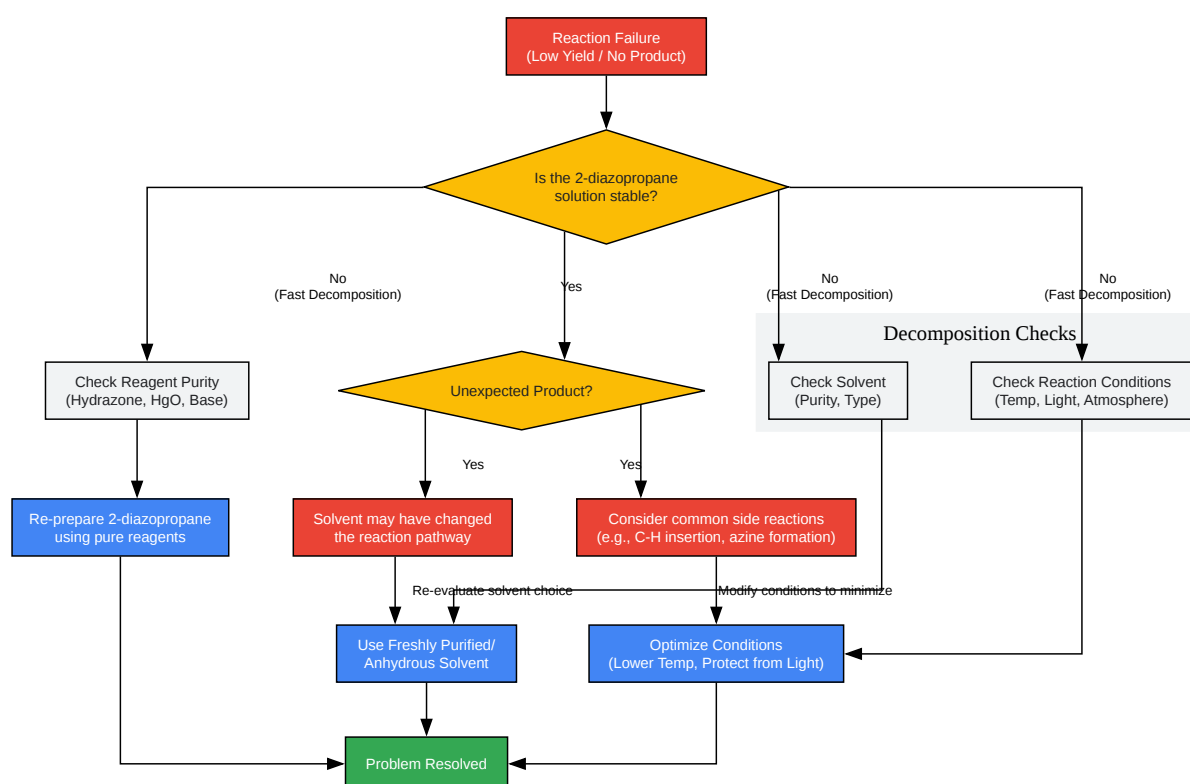 Reaction Failure
(Low Yield / No Product)
Is the 2-diazopropane
solution stable?
No
(Fast Decomposition)
Yes
No
(Fast Decomposition)
No
(Fast Decomposition)
Decomposition Checks
Check Reagent Purity
(Hydrazone, HgO, Base)
Unexpected Product?
Check Solvent
(Purity, Type)
Check Reaction Conditions
(Temp, Light, Atmosphere)
Yes
Yes
Re-prepare 2-diazopropane
using pure reagents
Solvent may have changed
the reaction pathway
Consider common side reactions
(e.g., C-H insertion, azine formation)
Re-evaluate solvent choice
Modify conditions to minimize
Use Freshly Purified/
Anhydrous Solvent
Optimize Conditions
(Lower Temp, Protect from Light)
Problem Resolved